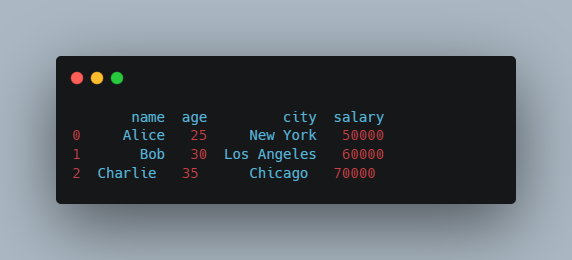 name  age         city  salary
0     Alice   25     New York   50000
1       Bob   30  Los Angeles   60000
2  Charlie   35      Chicago   70000